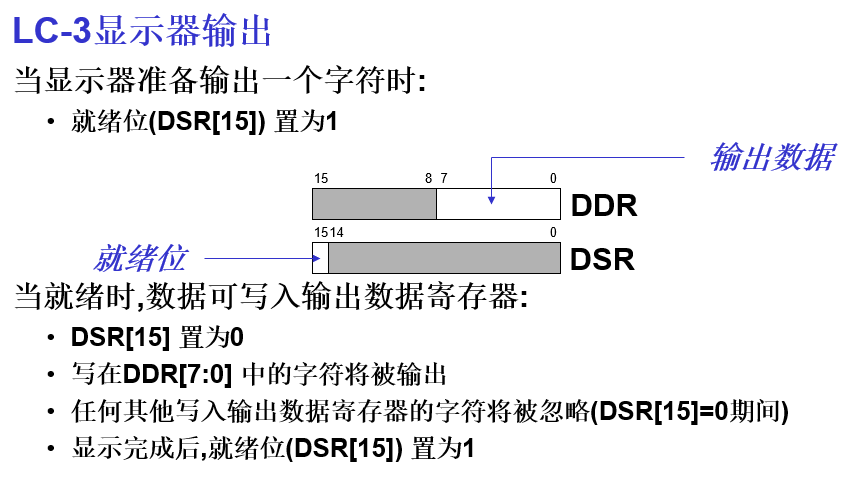 LC-3显示器输出
当显示器准备输出一个字符时:
• 就绪位(DSR[15]) 置为1
输出数据
15 8 7 0
DDR
15 14 0
就绪位
DSR
当就绪时,数据可写入输出数据寄存器:
• DSR[15] 置为0
• 写在DDR[7:0] 中的字符将被输出
• 任何其他写入输出数据寄存器的字符将被忽略(DSR[15]=0期间)
• 显示完成后,就绪位(DSR[15]) 置为1